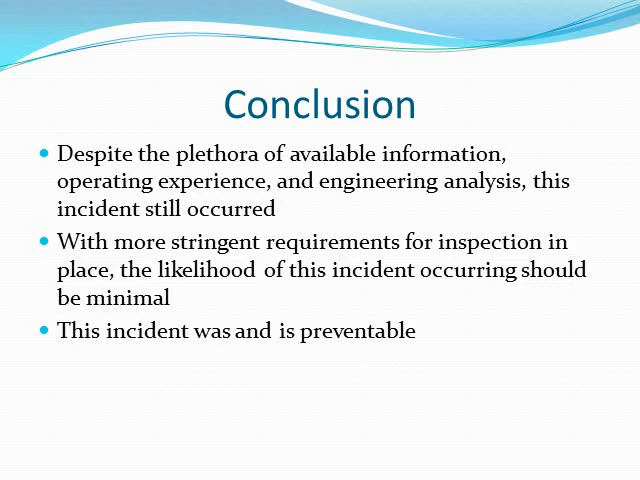 Conclusion
Despite the plethora of available information,
operating experience, and engineering analysis, this
incident still occurred
With more stringent requirements for inspection in
place, the likelihood of this incident occurring should
be minimal
This incident was and is preventable